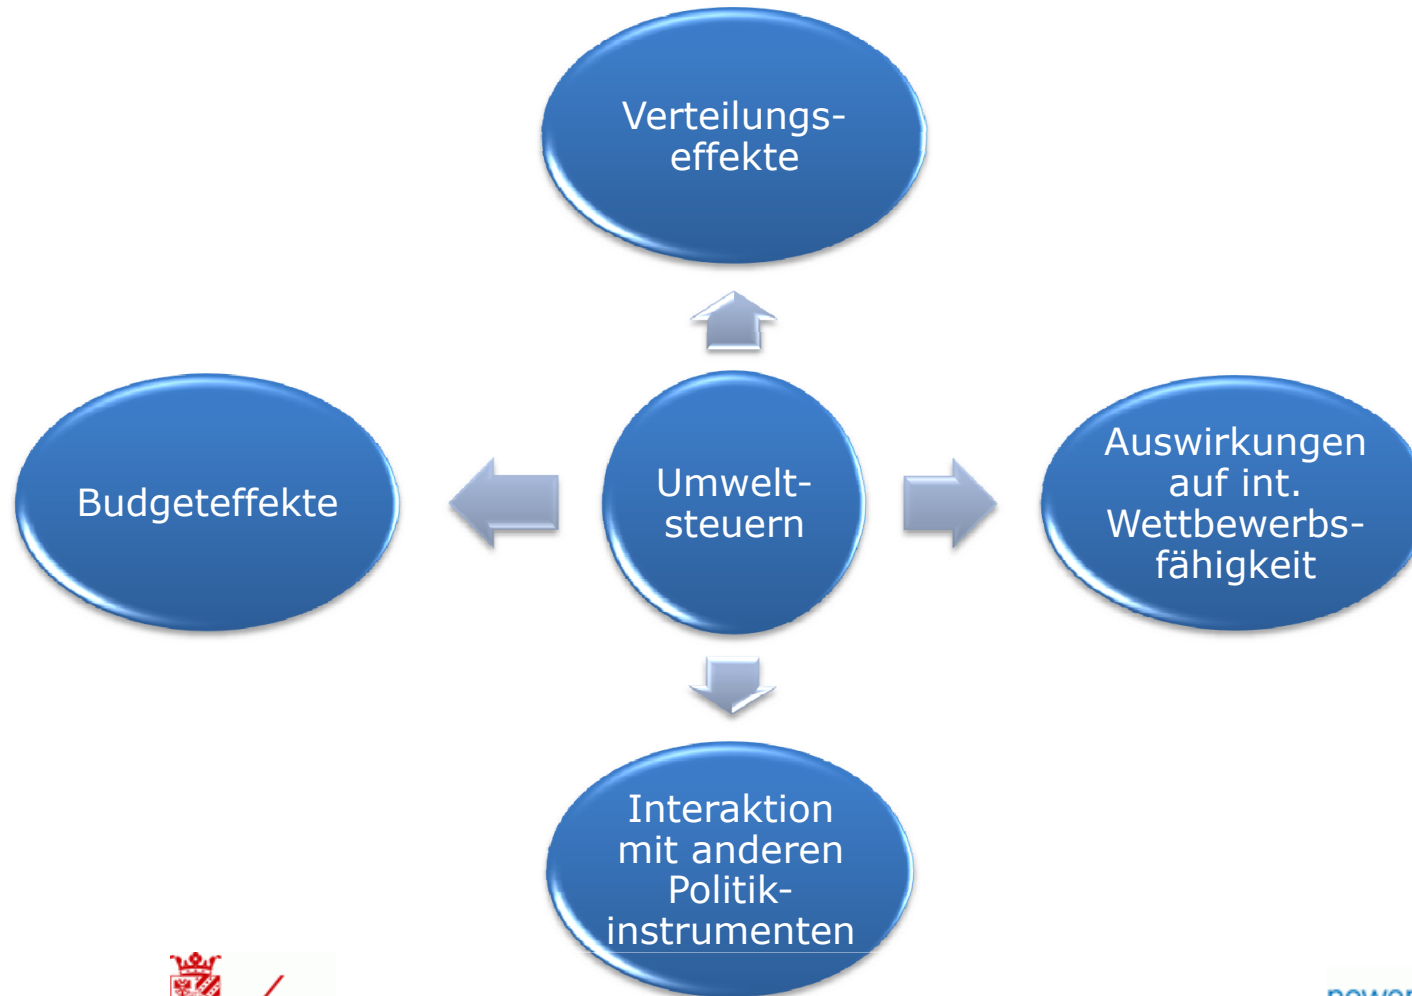 Verteilungs-
effekte
Budgeteffekte
Umwelt-
steuern
Auswirkungen
auf int.
Wettbewerbs-
fähigkeit
Interaktion
mit anderen
Politik-
instrumenten